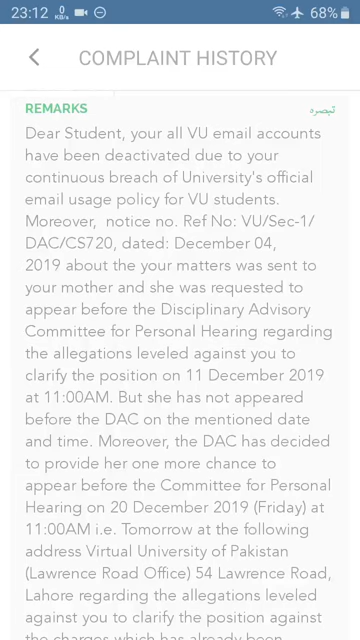 23:12 0 KB/s 68%
COMPLAINT HISTORY
REMARKS تبصرہ
Dear Student, your all VU email accounts
have been deactivated due to your
continuous breach of University's official
email usage policy for VU students.
Moreover, notice no. Ref No: VU/Sec-1/
DAC/CS720, dated: December 04,
2019 about the your matters was sent to
your mother and she was requested to
appear before the Disciplinary Advisory
Committee for Personal Hearing regarding
the allegations leveled against you to
clarify the position on 11 December 2019
at 11:00AM. But she has not appeared
before the DAC on the mentioned date
and time. Moreover, the DAC has decided
to provide her one more chance to
appear before the Committee for Personal
Hearing on 20 December 2019 (Friday) at
11:00AM i.e. Tomorrow at the following
address Virtual University of Pakistan
(Lawrence Road Office) 54 Lawrence Road,
Lahore regarding the allegations leveled
against you to clarify the position against
the charges which has already been